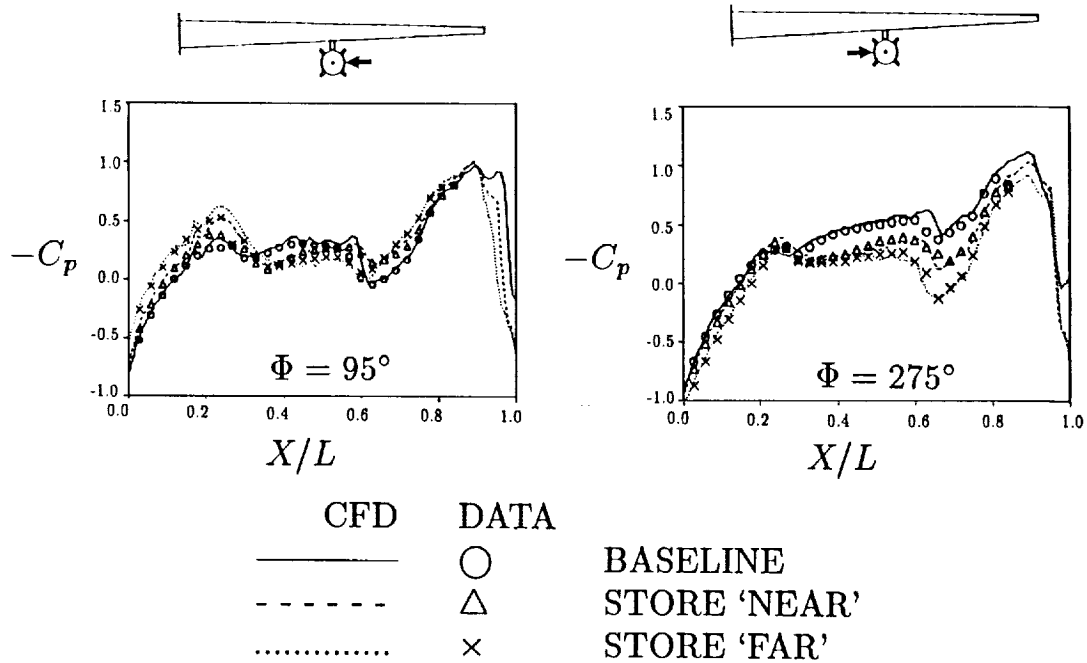 1.5
1.0
0.5
0.0
-0.5
-1.0
−C_p
Φ = 95°
0.0 0.2 0.4 0.6 0.8 1.0
X/L
1.5
1.0
0.5
0.0
-0.5
-1.0
−C_p
Φ = 275°
0.0 0.2 0.4 0.6 0.8 1.0
X/L
CFD DATA
BASELINE
STORE ‘NEAR’
STORE ‘FAR’